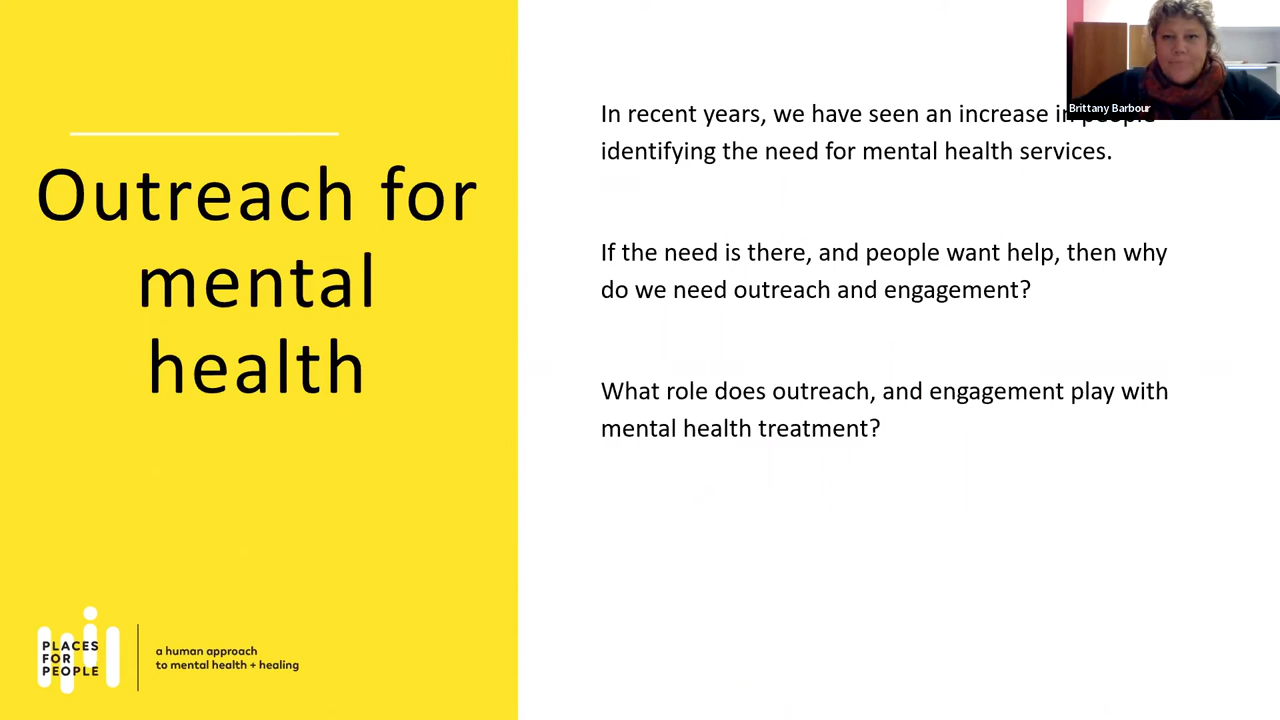 Outreach for
mental
health
In recent years, we have seen an increase in people
identifying the need for mental health services.
If the need is there, and people want help, then why
do we need outreach and engagement?
What role does outreach, and engagement play with
mental health treatment?
Brittany Barbour
PLACES
FOR
PEOPLE
a human approach
to mental health + healing